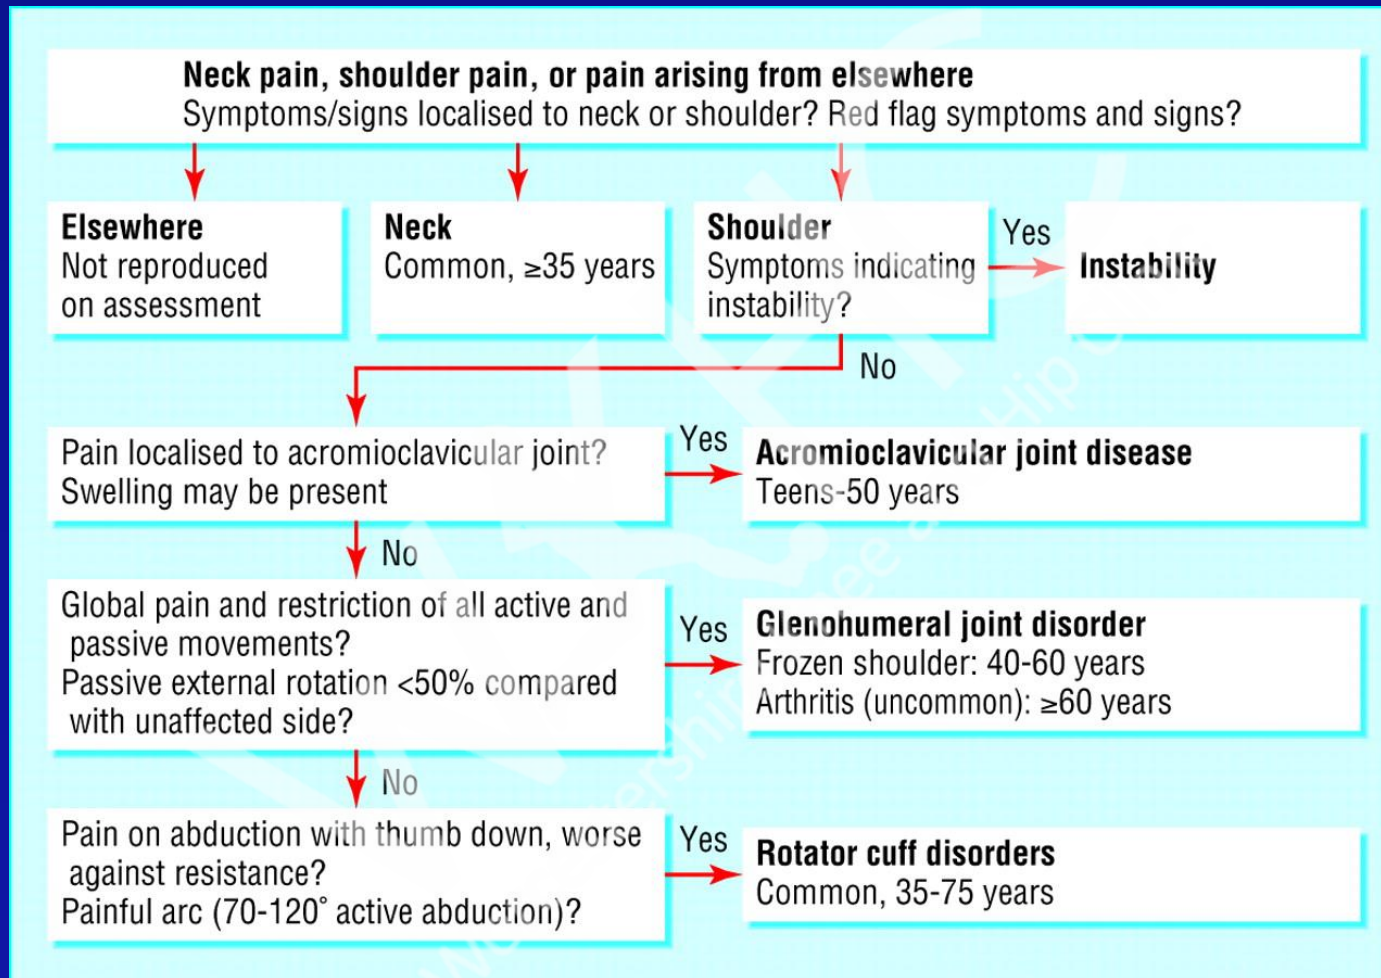 Neck pain, shoulder pain, or pain arising from elsewhere
Symptoms/signs localised to neck or shoulder? Red flag symptoms and signs?
Elsewhere
Not reproduced
on assessment
Neck
Common, ≥35 years
Shoulder
Symptoms indicating
instability?
Yes
Instability
No
Pain localised to acromioclavicular joint?
Swelling may be present
Yes
Acromioclavicular joint disease
Teens-50 years
No
Global pain and restriction of all active and
passive movements?
Passive external rotation <50% compared
with unaffected side?
Yes
Glenohumeral joint disorder
Frozen shoulder: 40-60 years
Arthritis (uncommon): ≥60 years
No
Pain on abduction with thumb down, worse
against resistance?
Painful arc (70-120° active abduction)?
Yes
Rotator cuff disorders
Common, 35-75 years